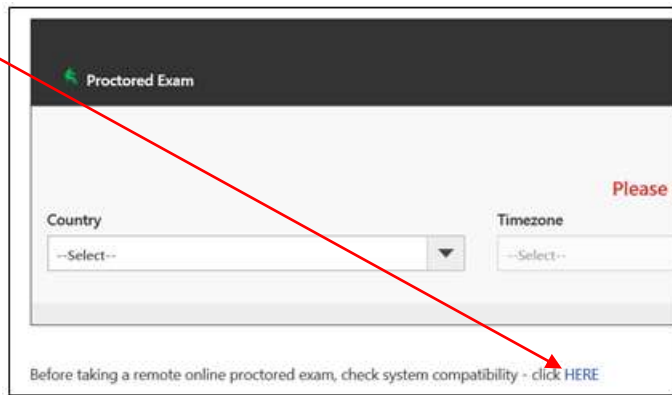 Proctored Exam
Please
Country
Timezone
--Select--
--Select--
Before taking a remote online proctored exam, check system compatibility - click HERE